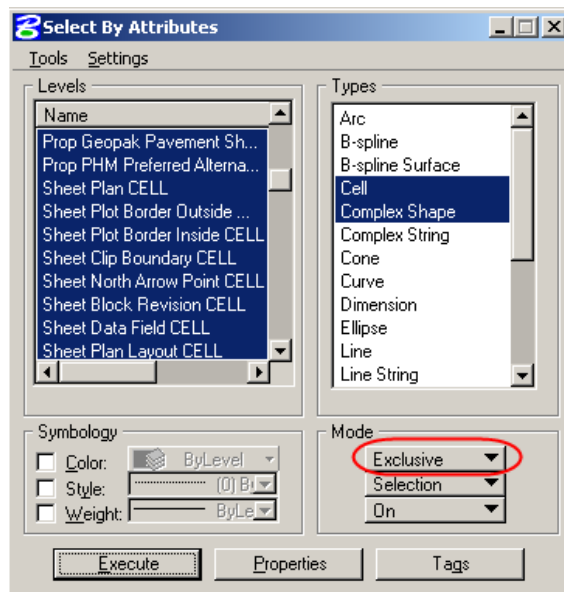 Select By Attributes
Tools Settings
Levels
Name
Prop Geopak Pavement Sh...
Prop PHM Preferred Alterna...
Sheet Plan CELL
Sheet Plot Border Outside ...
Sheet Plot Border Inside CELL
Sheet Clip Boundary CELL
Sheet North Arrow Point CELL
Sheet Block Revision CELL
Sheet Data Field CELL
Sheet Plan Layout CELL
Types
Arc
B-spline
B-spline Surface
Cell
Complex Shape
Complex String
Cone
Curve
Dimension
Ellipse
Line
Line String
Symbology
Color: ByLevel
Style: (0) By
Weight: ByLe
Mode
Exclusive
Selection
On
Execute Properties Tags